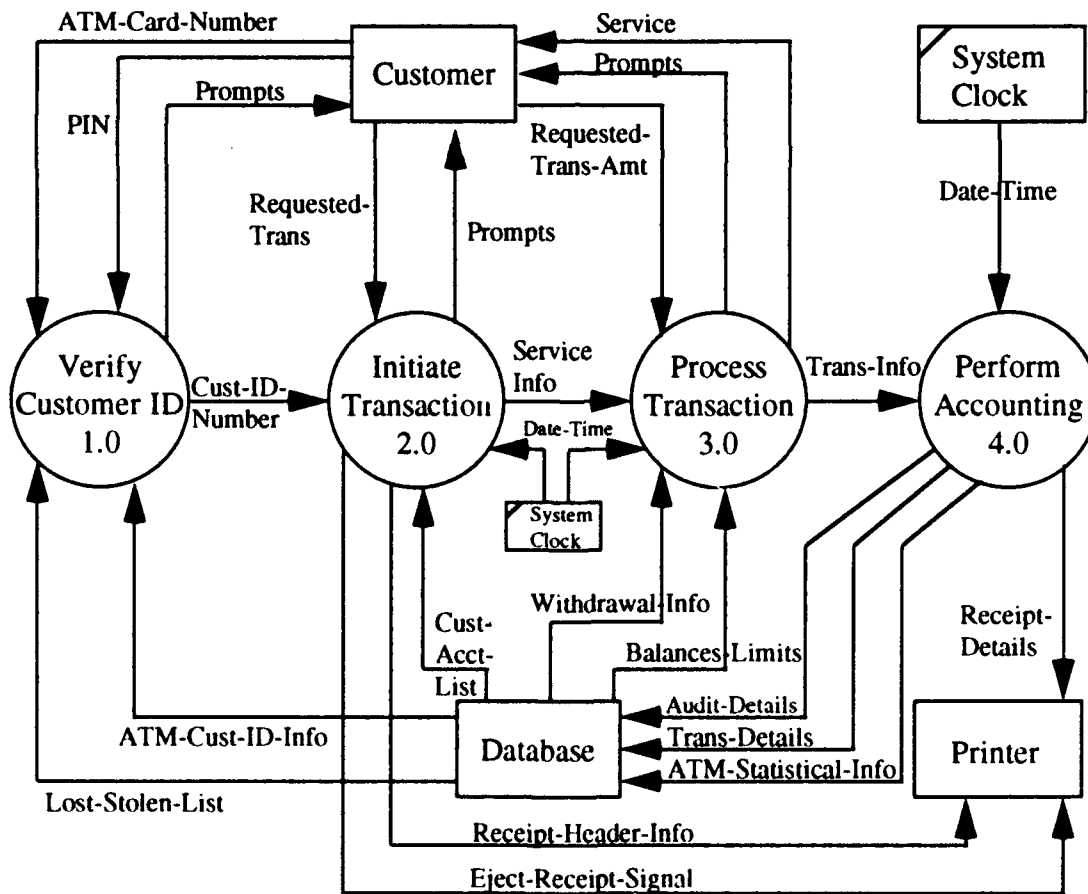 ATM-Card-Number
Service
Customer
Prompts
System
Clock
Prompts
PIN
Requested-
Trans-Amt
Date-Time
Requested-
Trans
Prompts
Verify
Customer ID
1.0
Cust-ID-
Number
Initiate
Transaction
2.0
Service
Info
Process
Transaction
3.0
Trans-Info
Perform
Accounting
4.0
Date-Time
System
Clock
Withdrawal-Info
Cust-
Acct-
List
Balances-Limits
Receipt-
Details
Audit-Details
ATM-Cust-ID-Info
Database
Trans-Details
Printer
ATM-Statistical-Info
Lost-Stolen-List
Receipt-Header-Info
Eject-Receipt-Signal